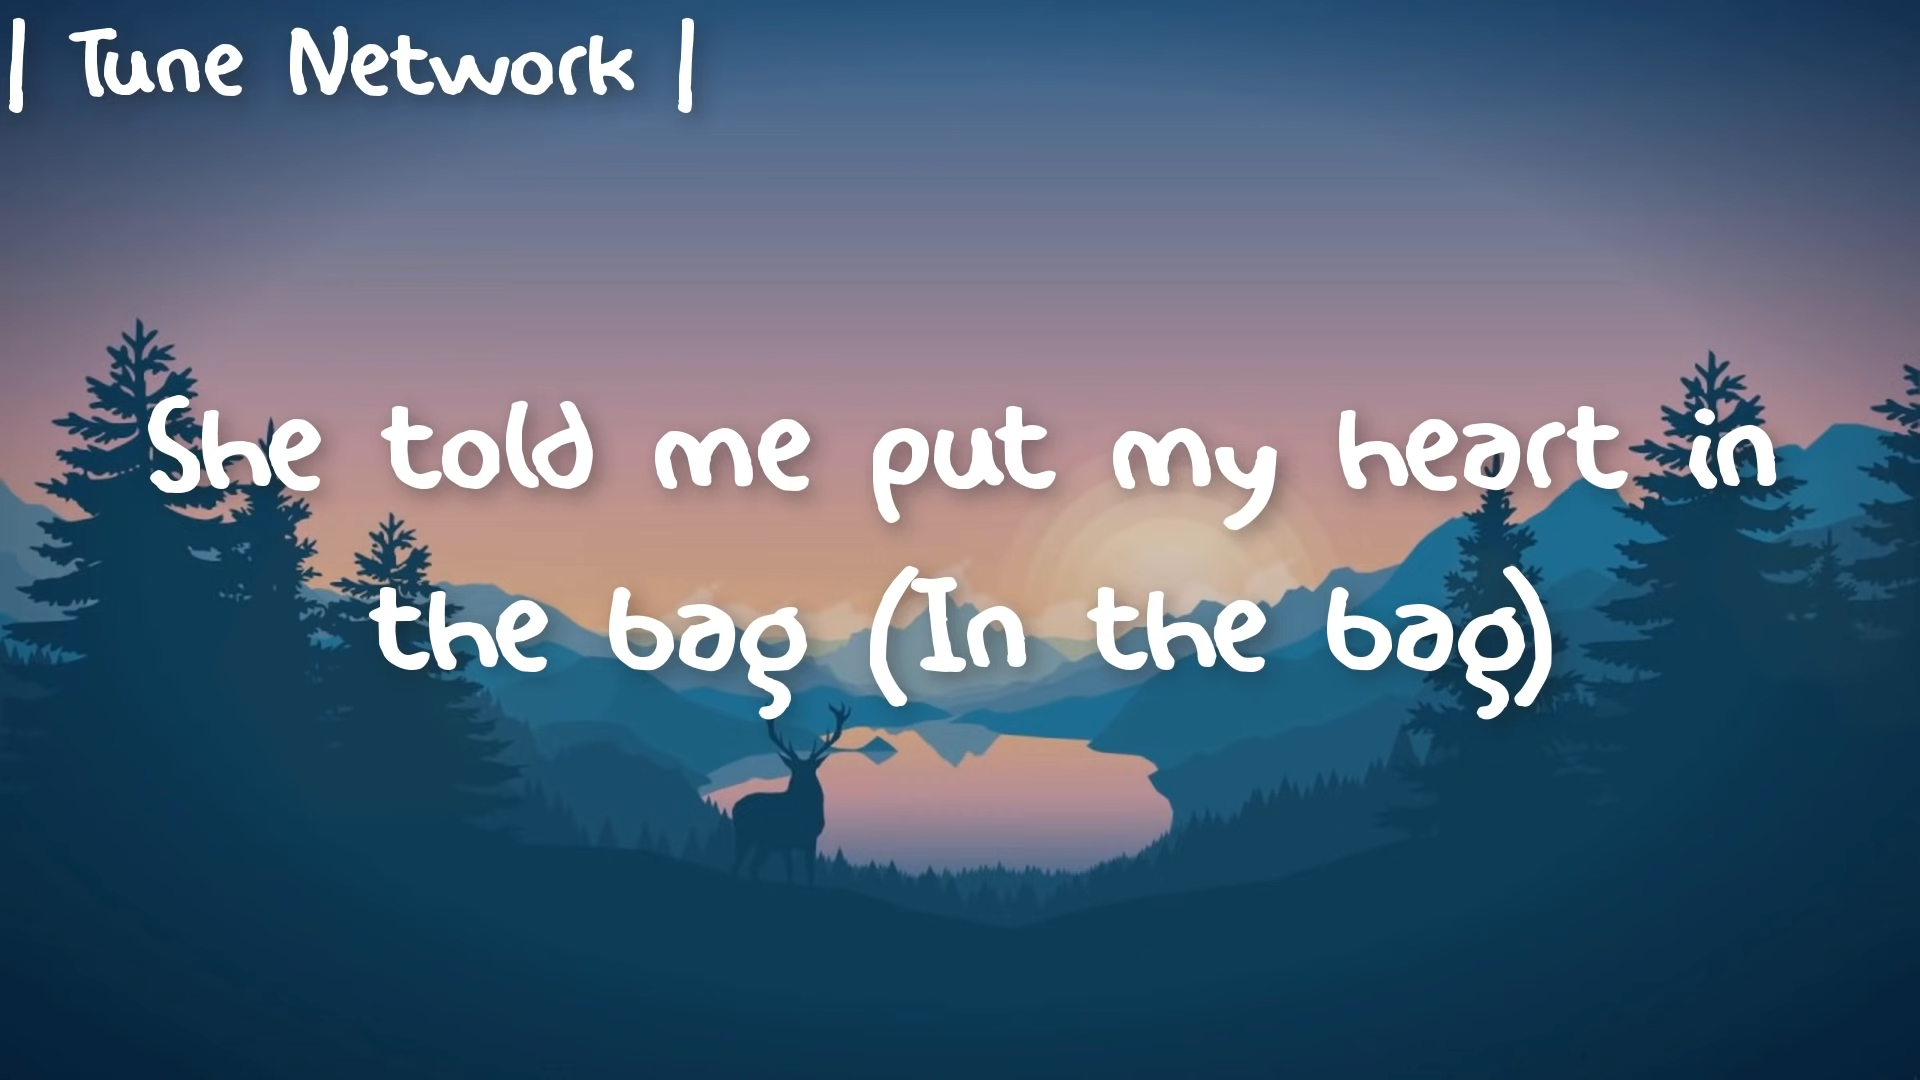 | Tune Network |
She told me put my heart in
the bag (In the bag)